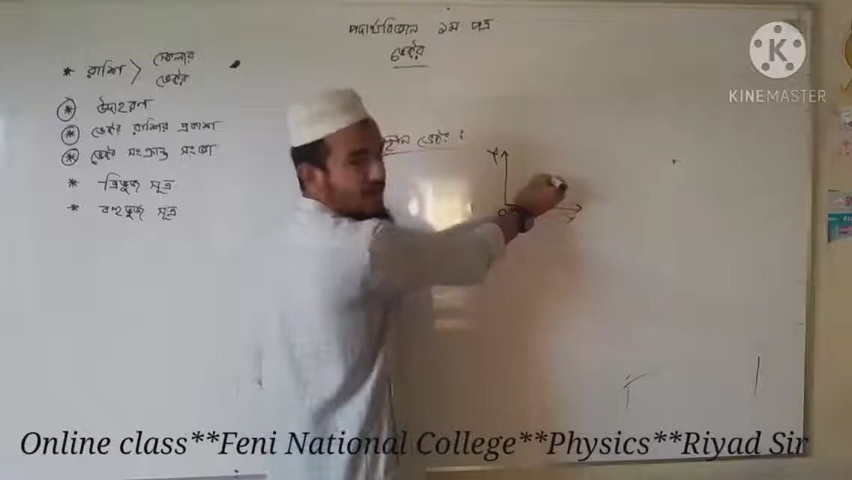 পদার্থবিজ্ঞান ১ম পত্র
ভেক্টর
* রাশি > স্কেলার
ভেক্টর
* উদাহরণ
* ভেক্টর রাশির প্রকাশ
* ভেক্টর সংক্রান্ত সংজ্ঞা
* ত্রিভুজ সূত্র
* বহুভুজ সূত্র
ভেক্টর :
Y
O
X
K
KINEMASTER
Online class**Feni National College**Physics**Riyad Sir